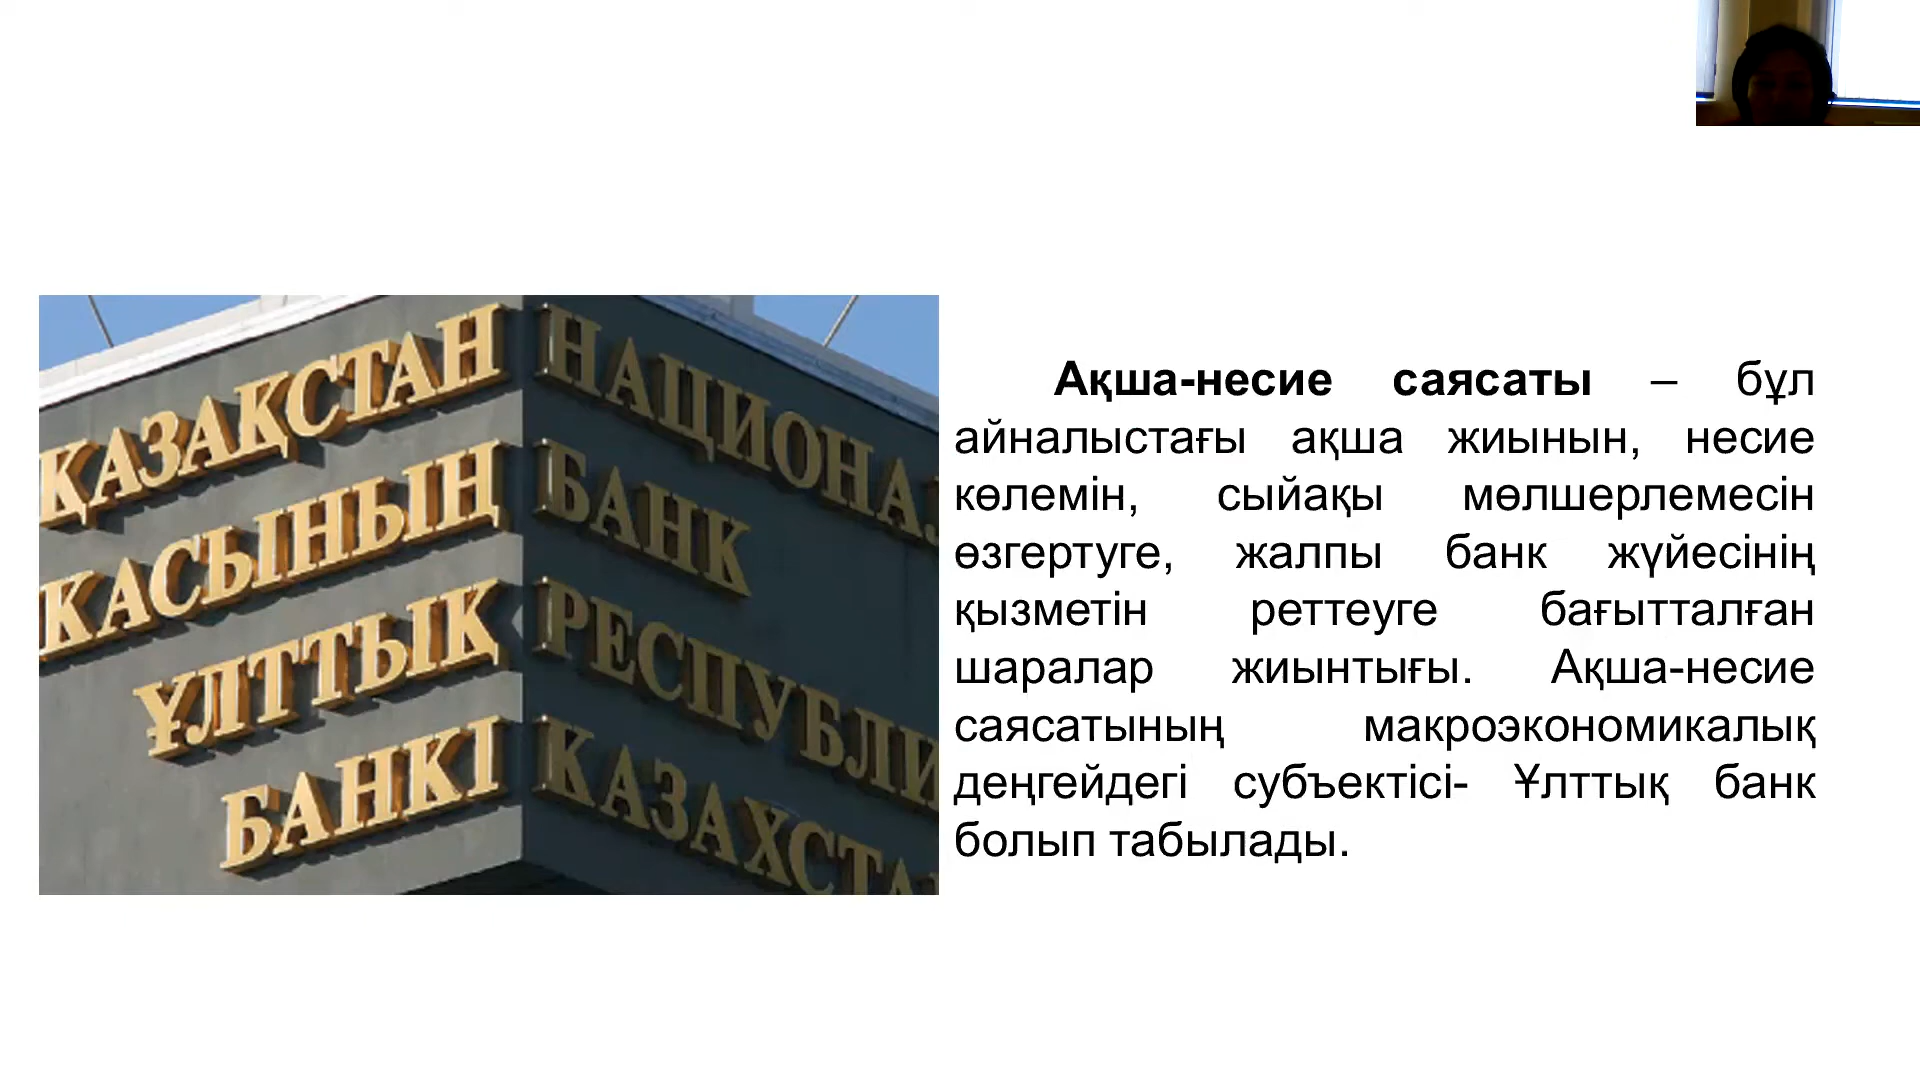 ҚАЗАҚСТАН
КАСЫНЫҢ
ҰЛТТЫҚ
БАНКІ
НАЦИОНА
БАНК
РЕСПУБЛИ
КАЗАХСТА
Ақша-несие саясаты – бұл
айналыстағы ақша жиынын, несие
көлемін, сыйақы мөлшерлемесін
өзгертуге, жалпы банк жүйесінің
қызметін реттеуге бағытталған
шаралар жиынтығы. Ақша-несие
саясатының макроэкономикалық
деңгейдегі субъектісі- Ұлттық банк
болып табылады.